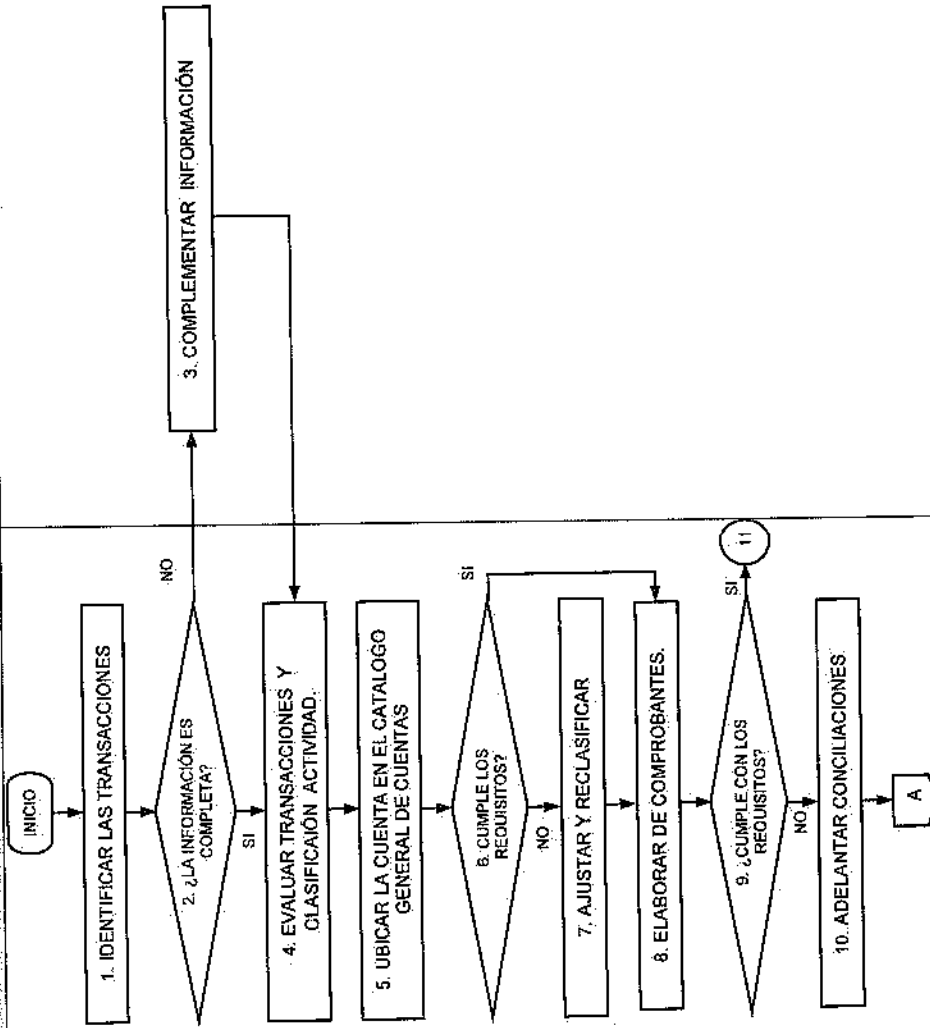 INICIO
1. IDENTIFICAR LAS TRANSACCIONES
2. ¿LA INFORMACIÓN ES
COMPLETA?
NO
3. COMPLEMENTAR INFORMACIÓN
SI
4. EVALUAR TRANSACCIONES Y
CLASIFICAIÓN ACTIVIDAD.
5. UBICAR LA CUENTA EN EL CATALOGO
GENERAL DE CUENTAS
6. CUMPLE LOS
REQUISITOS?
SI
NO
7. AJUSTAR Y RECLASIFICAR
8. ELABORAR DE COMPROBANTES.
9. ¿CUMPLE CON LOS
REQUISITOS?
SI
11
NO
10. ADELANTAR CONCILIACIONES
A